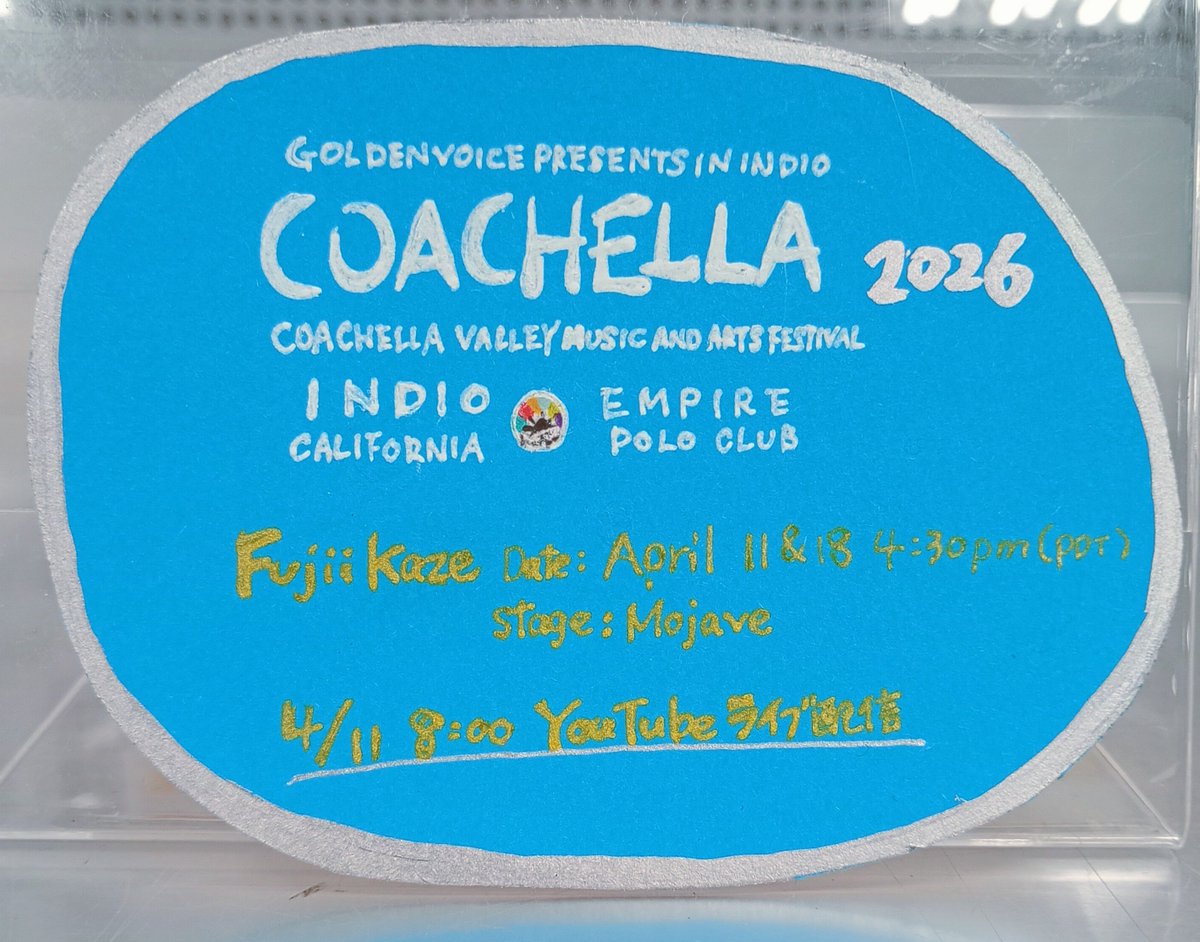 GOLDENVOICE PRESENTS IN INDIO
COACHELLA 2026
COACHELLA VALLEY MUSIC AND ARTS FESTIVAL
INDIO EMPIRE
CALIFORNIA POLO CLUB
Fujii Kaze Date: April 11 & 18 4:30pm (PDT)
Stage: Mojave
4/11 8:00 YouTube ライブ配信